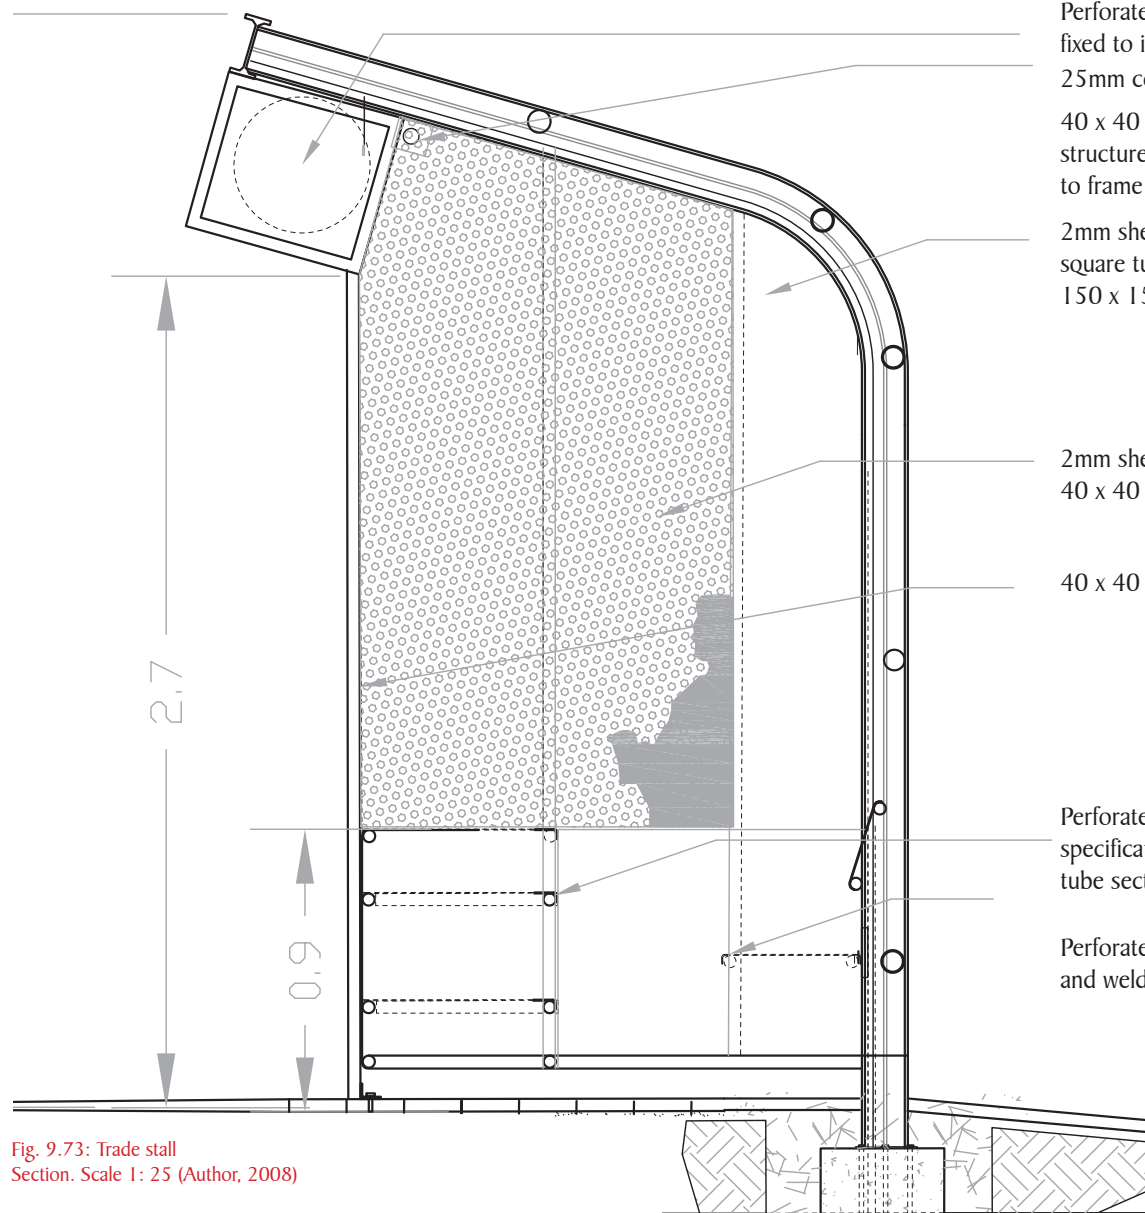 Perforate
fixed to i
25mm c
40 x 40
structure
to frame
2mm she
square tu
150 x 15
2mm she
40 x 40
40 x 40
2.7
Perforate
specifica
tube sect
0.9
Perforate
and weld
Fig. 9.73: Trade stall
Section. Scale 1: 25 (Author, 2008)